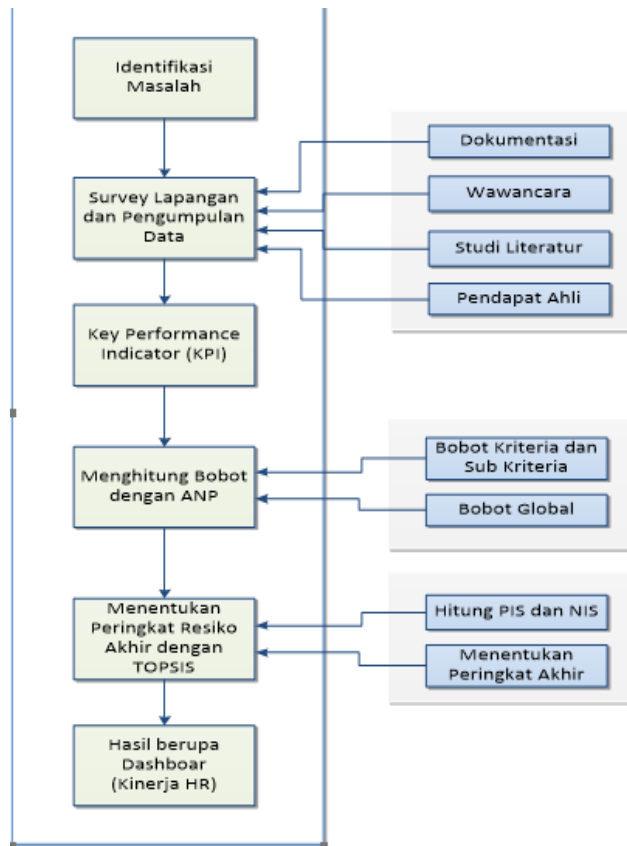 Identifikasi
Masalah
Survey Lapangan
dan Pengumpulan
Data
Key Performance
Indicator (KPI)
Menghitung Bobot
dengan ANP
Menentukan
Peringkat Resiko
Akhir dengan
TOPSIS
Hasil berupa
Dashboar
(Kinerja HR)
Dokumentasi
Wawancara
Studi Literatur
Pendapat Ahli
Bobot Kriteria dan
Sub Kriteria
Bobot Global
Hitung PIS dan NIS
Menentukan
Peringkat Akhir